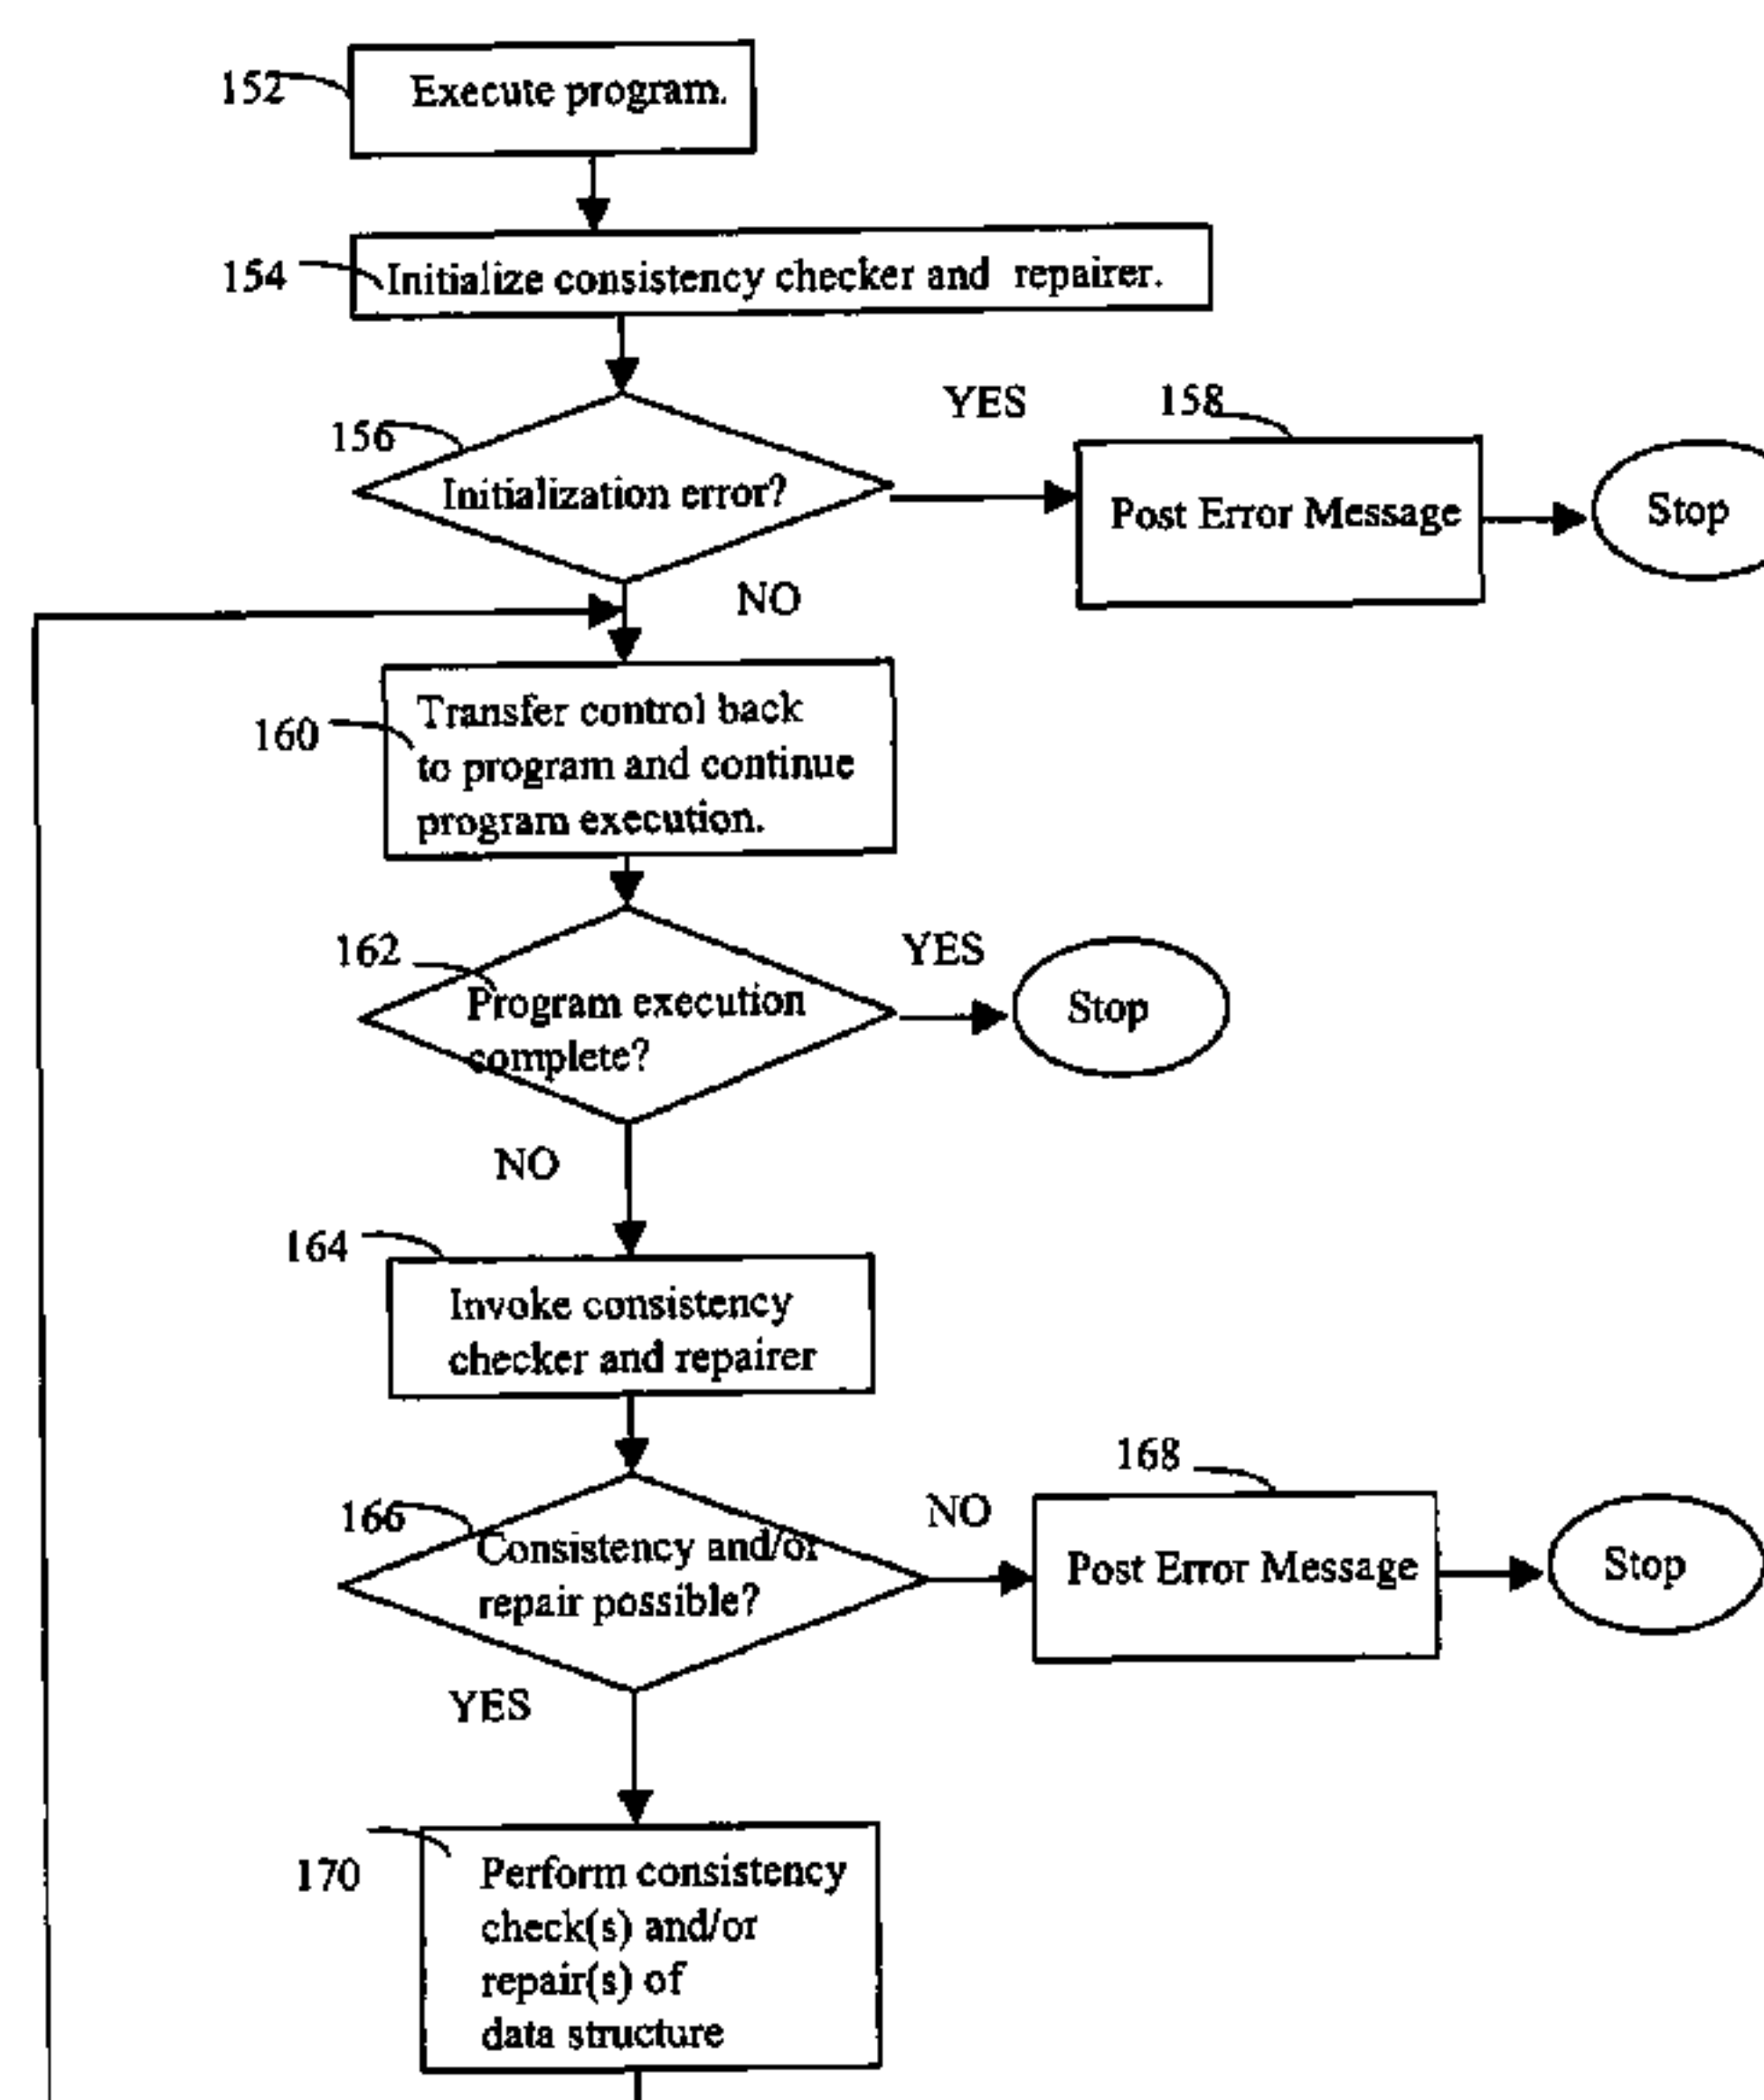 152
Execute program.
154
Initialize consistency checker and repairer.
156
Initialization error?
YES
158
Post Error Message
Stop
NO
160
Transfer control back
to program and continue
program execution.
162
Program execution
complete?
YES
Stop
NO
164
Invoke consistency
checker and repairer
166
Consistency and/or
repair possible?
NO
168
Post Error Message
Stop
YES
170
Perform consistency
check(s) and/or
repair(s) of
data structure